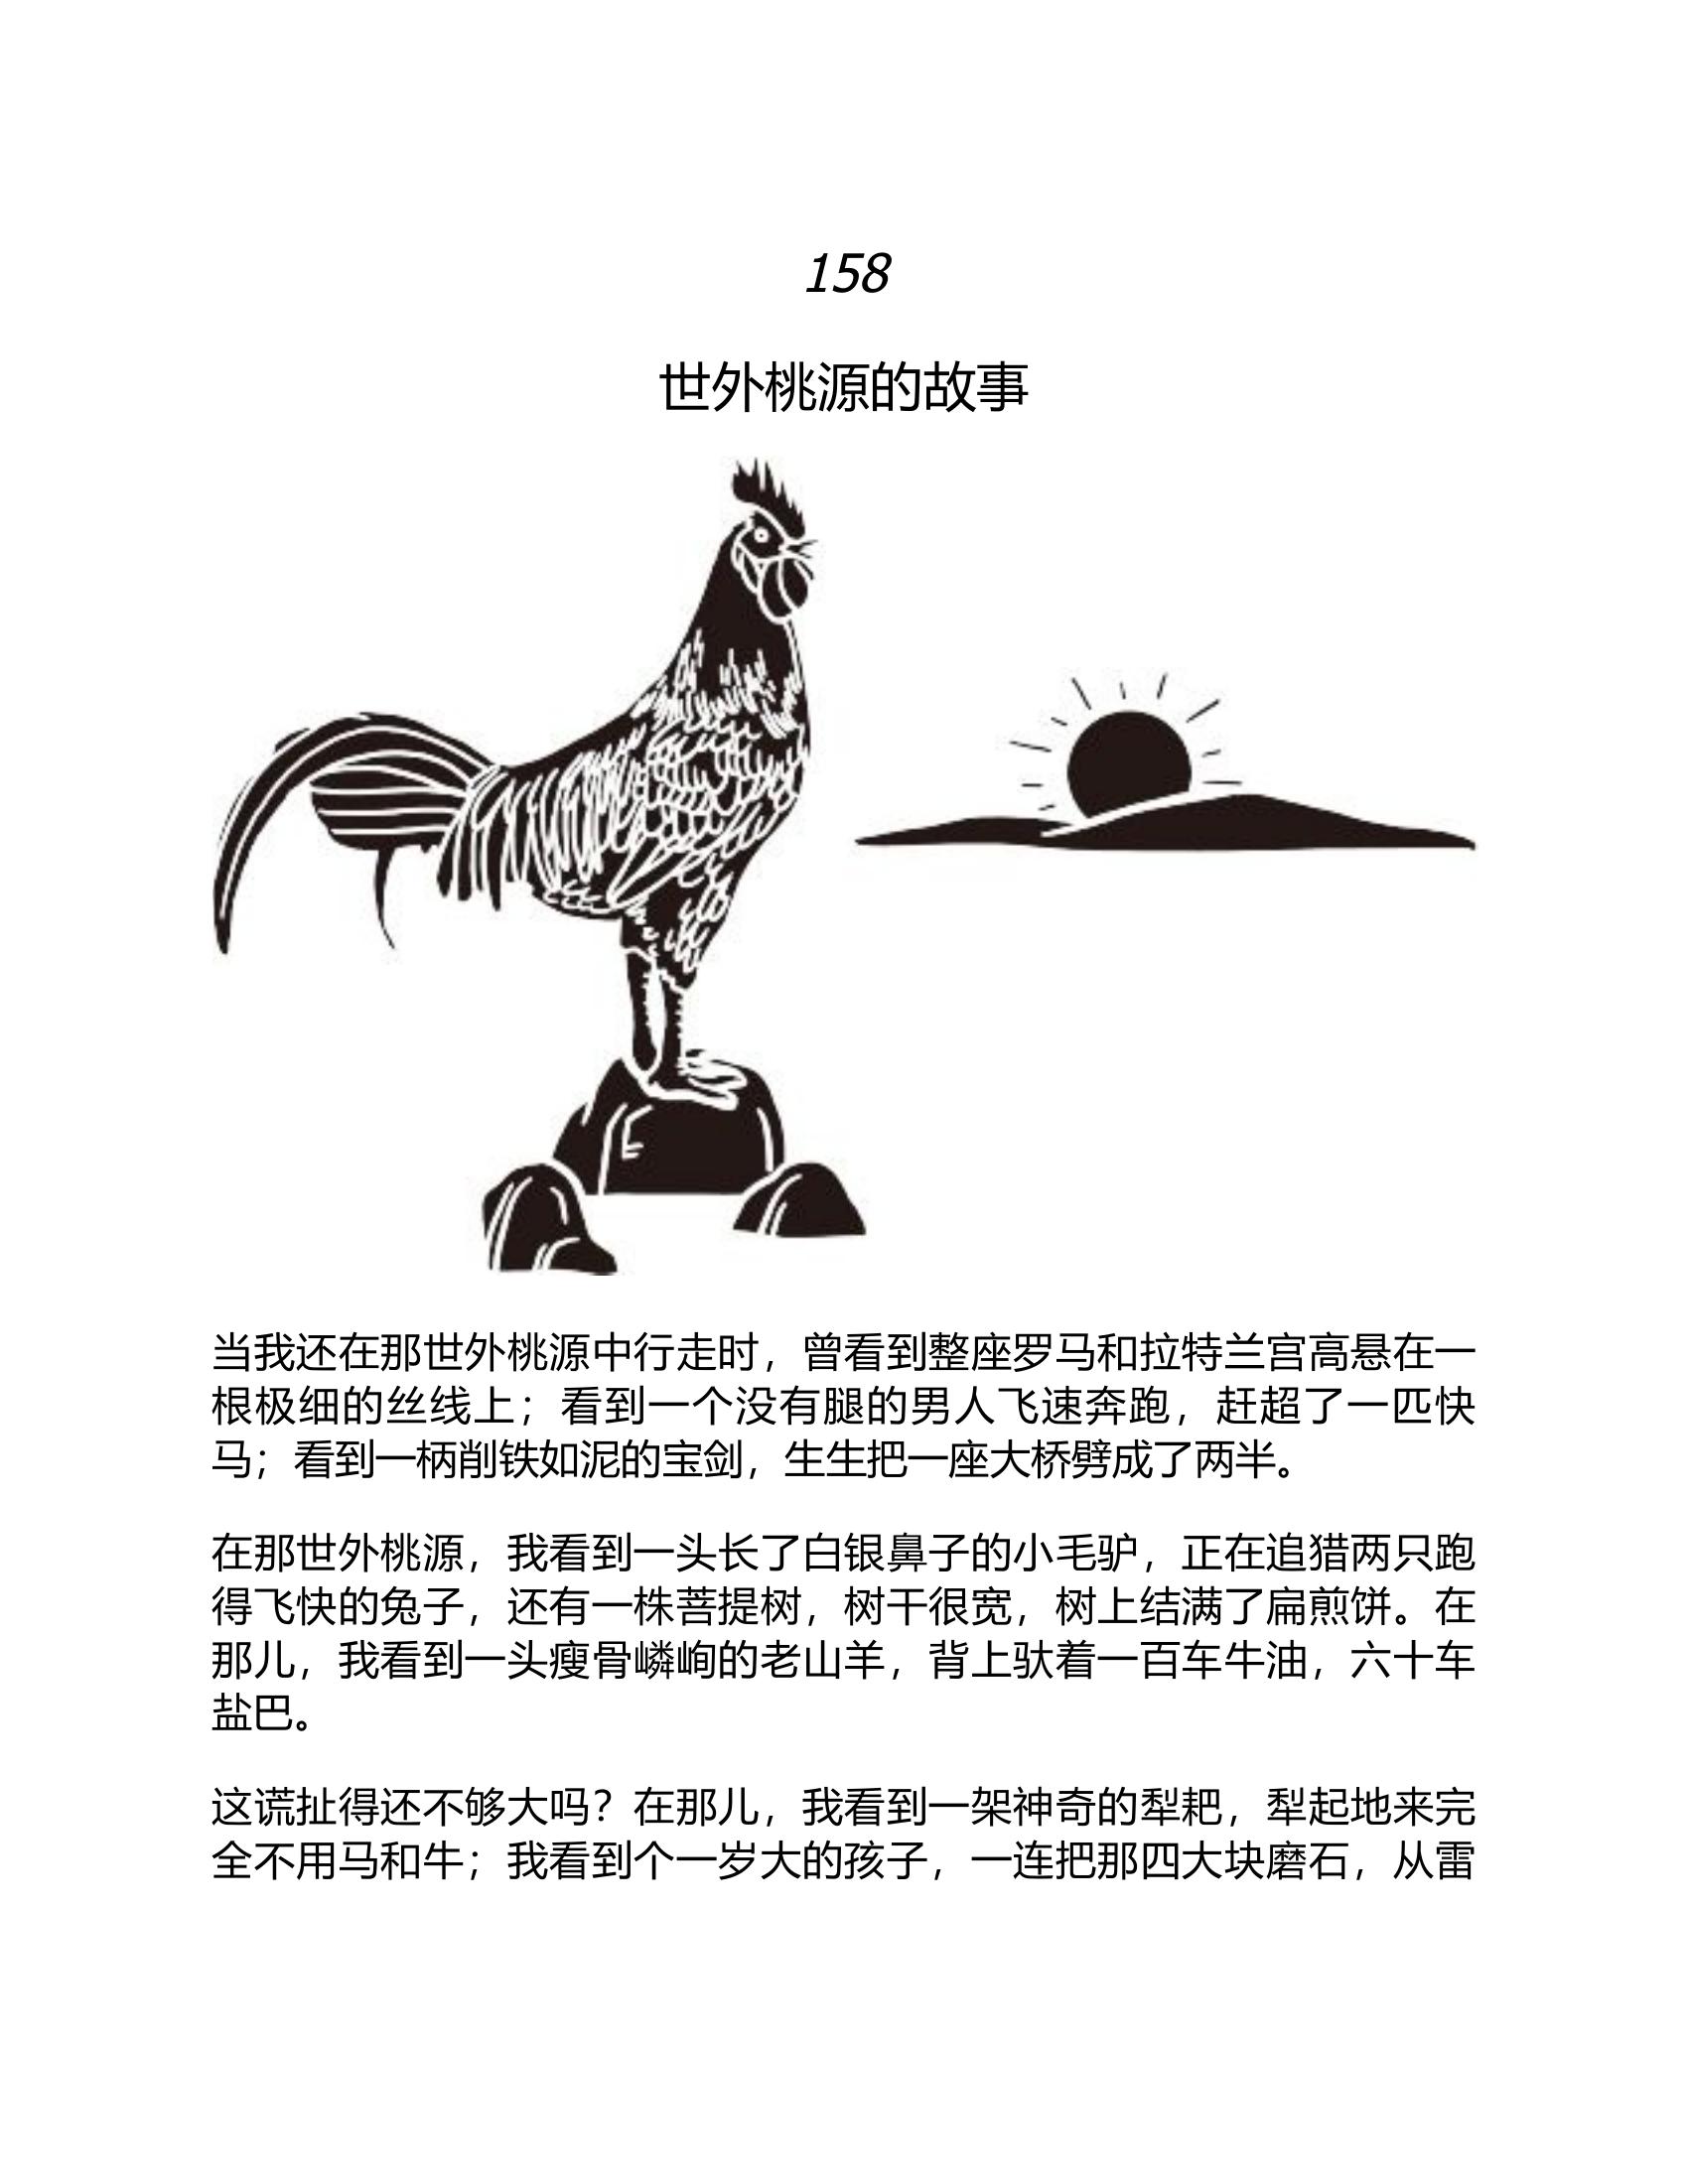 158
世外桃源的故事
当我还在那世外桃源中行走时，曾看到整座罗马和拉特兰宫高悬在一
根极细的丝线上；看到一个没有腿的男人飞速奔跑，赶超了一匹快
马；看到一柄削铁如泥的宝剑，生生把一座大桥劈成了两半。
在那世外桃源，我看到一头长了白银鼻子的小毛驴，正在追猎两只跑
得飞快的兔子，还有一株菩提树，树干很宽，树上结满了扁煎饼。在
那儿，我看到一头瘦骨嶙峋的老山羊，背上驮着一百车牛油，六十车
盐巴。
这谎扯得还不够大吗？在那儿，我看到一架神奇的犁耙，犁起地来完
全不用马和牛；我看到个一岁大的孩子，一连把那四大块磨石，从雷